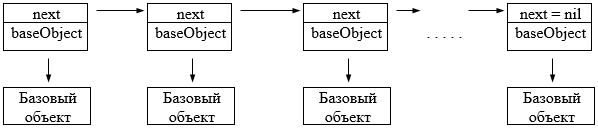 next next next next = nil
baseObject baseObject baseObject . . . . . baseObject
Базовый Базовый Базовый Базовый
объект объект объект объект